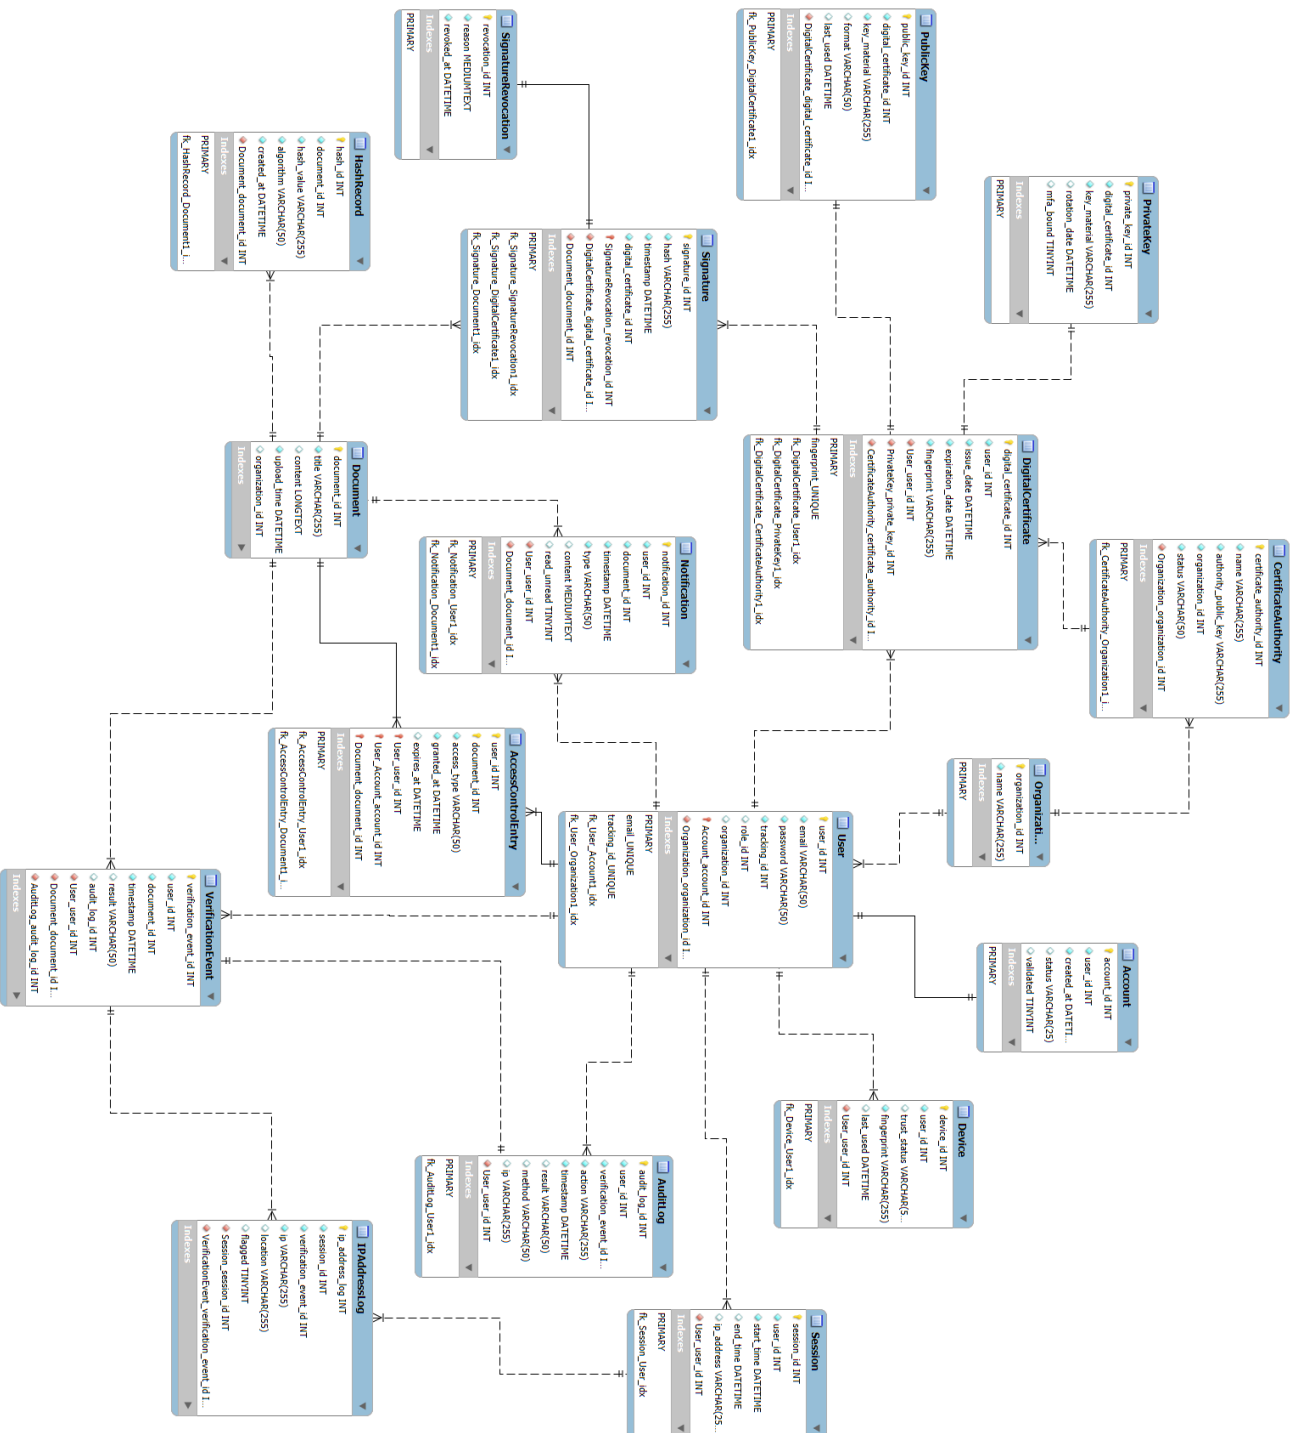 SignatureRevocation
revocation_id INT
reason MEDIUMTEXT
revoked_at DATETIME
Indexes
PRIMARY
PublicKey
public_key_id INT
digital_certificate_id INT
key_material VARCHAR(255)
format VARCHAR(50)
last_used DATETIME
DigitalCertificate_digital_certificate_id I...
Indexes
PRIMARY
fk_PublicKey_DigitalCertificate1_idx
HashRecord
hash_id INT
document_id INT
hash_value VARCHAR(255)
algorithm VARCHAR(50)
created_at DATETIME
Document_document_id INT
Indexes
PRIMARY
fk_HashRecord_Document1_i...
PrivateKey
private_key_id INT
digital_certificate_id INT
key_material VARCHAR(255)
rotation_date DATETIME
mfa_bound TINYINT
Indexes
PRIMARY
Signature
signature_id INT
hash VARCHAR(255)
timestamp DATETIME
digital_certificate_id INT
SignatureRevocation_revocation_id INT
DigitalCertificate_digital_certificate_id I...
Document_document_id INT
Indexes
PRIMARY
fk_Signature_SignatureRevocation1_idx
fk_Signature_DigitalCertificate1_idx
fk_Signature_Document1_idx
Document
document_id INT
title VARCHAR(255)
content LONGTEXT
upload_time DATETIME
organization_id INT
Indexes
DigitalCertificate
digital_certificate_id INT
user_id INT
issue_date DATETIME
expiration_date DATETIME
fingerprint VARCHAR(255)
User_user_id INT
PrivateKey_private_key_id INT
CertificateAuthority_certificate_authority_id I...
Indexes
PRIMARY
fingerprint_UNIQUE
fk_DigitalCertificate_User1_idx
fk_DigitalCertificate_PrivateKey1_idx
fk_DigitalCertificate_CertificateAuthority1_idx
Notification
notification_id INT
user_id INT
document_id INT
timestamp DATETIME
type VARCHAR(50)
content MEDIUMTEXT
read_unread TINYINT
User_user_id INT
Document_document_id I...
Indexes
PRIMARY
fk_Notification_User1_idx
fk_Notification_Document1_idx
CertificateAuthority
certificate_authority_id INT
name VARCHAR(255)
authority_public_key VARCHAR(255)
organization_id INT
status VARCHAR(50)
Organization_organization_id INT
Indexes
PRIMARY
fk_CertificateAuthority_Organization1_i...
AccessControlEntry
user_id INT
document_id INT
access_type VARCHAR(50)
granted_at DATETIME
expires_at DATETIME
User_user_id INT
User_Account_account_id INT
Document_document_id INT
Indexes
PRIMARY
fk_AccessControlEntry_User1_idx
fk_AccessControlEntry_Document1_i...
Organizati...
organization_id INT
name VARCHAR(255)
Indexes
PRIMARY
User
user_id INT
email VARCHAR(50)
password VARCHAR(50)
tracking_id INT
role_id INT
organization_id INT
Account_account_id INT
Organization_organization_id I...
Indexes
PRIMARY
email_UNIQUE
tracking_id_UNIQUE
fk_User_Account1_idx
fk_User_Organization1_idx
VerificationEvent
verification_event_id INT
user_id INT
document_id INT
timestamp DATETIME
result VARCHAR(50)
audit_log_id INT
User_user_id INT
Document_document_id I...
AuditLog_audit_log_id INT
Indexes
Account
account_id INT
user_id INT
created_at DATETI...
status VARCHAR(25)
validated TINYINT
Indexes
PRIMARY
Device
device_id INT
user_id INT
trust_status VARCHAR(5...
fingerprint VARCHAR(255)
last_used DATETIME
User_user_id INT
Indexes
PRIMARY
fk_Device_User1_idx
AuditLog
audit_log_id INT
user_id INT
verification_event_id I...
action VARCHAR(255)
timestamp DATETIME
result VARCHAR(50)
method VARCHAR(50)
ip VARCHAR(255)
User_user_id INT
Indexes
PRIMARY
fk_AuditLog_User1_idx
IPAddressLog
ip_address_log INT
session_id INT
verification_event_id INT
ip VARCHAR(255)
location VARCHAR(255)
flagged TINYINT
Session_session_id INT
VerificationEvent_verification_event_id I...
Indexes
Session
session_id INT
user_id INT
start_time DATETIME
end_time DATETIME
ip_address VARCHAR(25...
User_user_id INT
Indexes
PRIMARY
fk_Session_User_idx